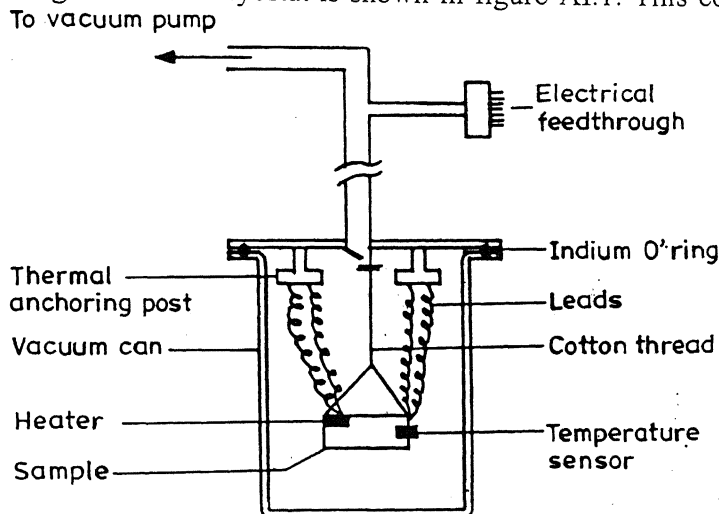 To vacuum pump
Electrical
feedthrough
Indium O'ring
Thermal
anchoring post
Leads
Vacuum can
Cotton thread
Heater
Temperature
sensor
Sample